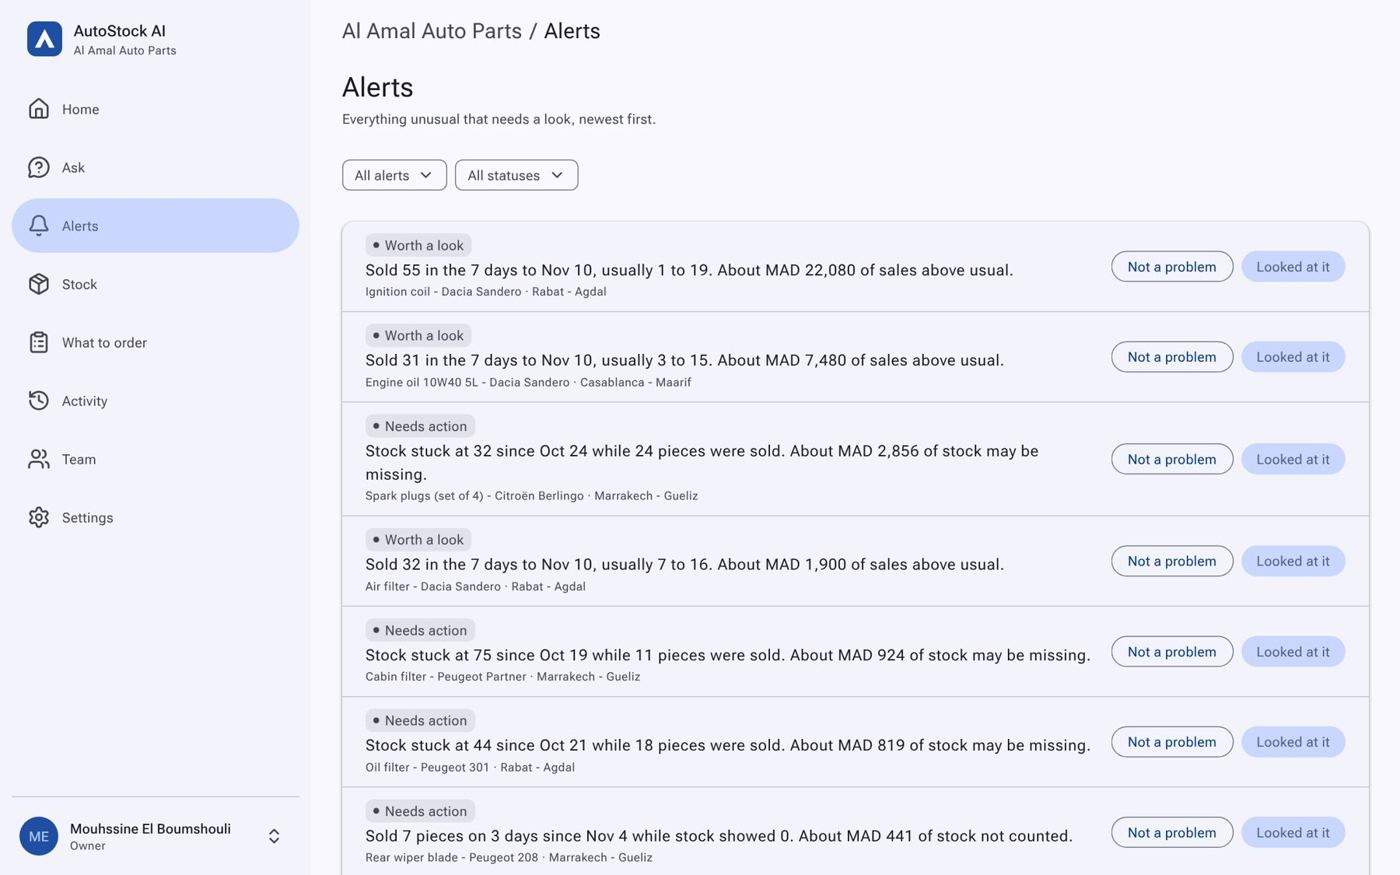 AutoStock AI
Al Amal Auto Parts
Home
Ask
Alerts
Stock
What to order
Activity
Team
Settings
ME
Mouhssine El Boumshouli
Owner
Al Amal Auto Parts / Alerts
Alerts
Everything unusual that needs a look, newest first.
All alerts
All statuses
Worth a look
Sold 55 in the 7 days to Nov 10, usually 1 to 19. About MAD 22,080 of sales above usual.
Ignition coil - Dacia Sandero · Rabat - Agdal
Not a problem
Looked at it
Worth a look
Sold 31 in the 7 days to Nov 10, usually 3 to 15. About MAD 7,480 of sales above usual.
Engine oil 10W40 5L - Dacia Sandero · Casablanca - Maarif
Not a problem
Looked at it
Needs action
Stock stuck at 32 since Oct 24 while 24 pieces were sold. About MAD 2,856 of stock may be
missing.
Spark plugs (set of 4) - Citroën Berlingo · Marrakech - Gueliz
Not a problem
Looked at it
Worth a look
Sold 32 in the 7 days to Nov 10, usually 7 to 16. About MAD 1,900 of sales above usual.
Air filter - Dacia Sandero · Rabat - Agdal
Not a problem
Looked at it
Needs action
Stock stuck at 75 since Oct 19 while 11 pieces were sold. About MAD 924 of stock may be missing.
Cabin filter - Peugeot Partner · Marrakech - Gueliz
Not a problem
Looked at it
Needs action
Stock stuck at 44 since Oct 21 while 18 pieces were sold. About MAD 819 of stock may be missing.
Oil filter - Peugeot 301 · Rabat - Agdal
Not a problem
Looked at it
Needs action
Sold 7 pieces on 3 days since Nov 4 while stock showed 0. About MAD 441 of stock not counted.
Rear wiper blade - Peugeot 208 · Marrakech - Gueliz
Not a problem
Looked at it